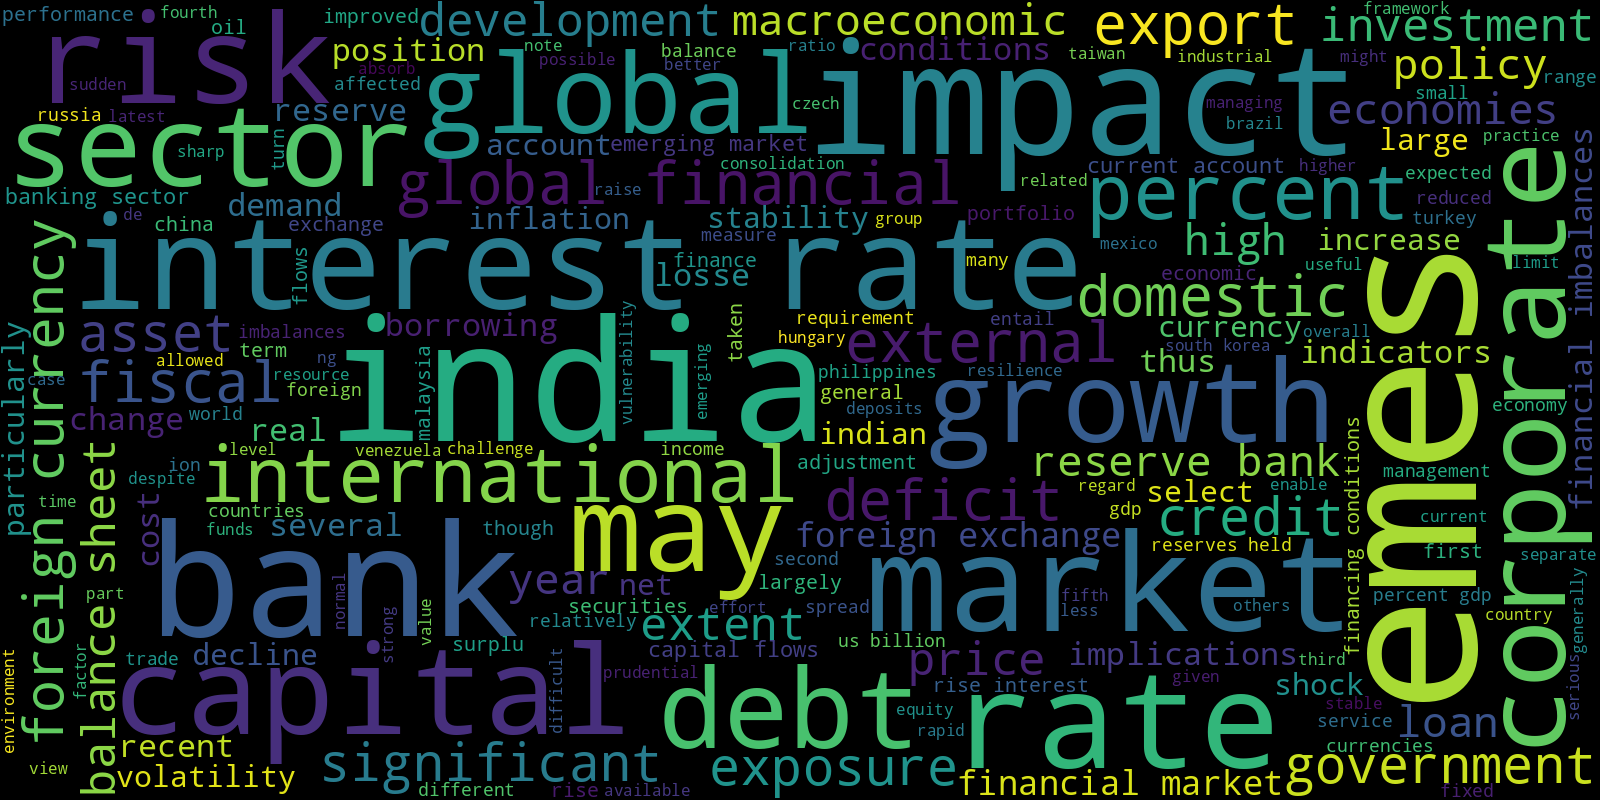 performance
fourth
oil
improved
development
macroeconomic
export
framework
investment
risk
position
note
possible
balance
better
ratio
conditions
taiwan
industrial
might
policy
range
sudden
absorb
affected
global
impact
small
russia
latest
reserve
czech
managing
brazil
economies
sector
sharp
turn
account
emerging market
consolidation
current account
higher
large
practice
banking sector
de
demand
global financial
raise
related
percent
expected
reduced
china
exchange
inflation
stability
group
portfolio
turkey
measure
mexico
high
increase
interest rate
flows
finance
losse
many
economic
useful
limit
domestic
emes
corporate
financial imbalances
foreign currency
particularly
asset
imbalances
borrowing
vulnerability
taken
requirement
entail
external
currency
overall
hungary
south korea
indicators
allowed
term
ng
case
resource
india
malaysia
emerging
philippines
resilience
thus
fiscal
foreign
general
growth
change
world
deposits
economy
real
indian
level
venezuela
challenge
income
reserve bank
balance sheet
ion
despite
international
adjustment
management
financing conditions
time
cost
countries
funds
several
though
may
deficit
regard
select
enable
gdp
credit
current
foreign exchange
bank
second
market
reserves held
first
separate
year
net
largely
part
normal
securities
effort
spread
fifth
less
others
percent gdp
country
generally
value
relatively
extent
us billion
environment
factor
trade
decline
strong
surplu
capital flows
price
implications
third
serious
capital
difficult
prudential
debt
rise interest
given
shock
stable
equity
rapid
rate
service
loan
recent
currencies
view
volatility
significant
exposure
financial market
government
different
rise
available
fixed